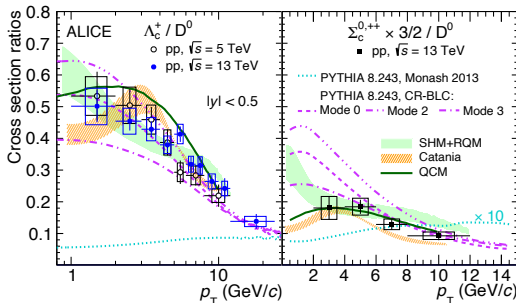 ALICE
Λc⁺ / D⁰
pp, √s = 5 TeV
pp, √s = 13 TeV
|y| < 0.5
Σc⁰,⁺⁺ × 3/2 / D⁰
pp, √s = 13 TeV
PYTHIA 8.243, Monash 2013
PYTHIA 8.243, CR-BLC:
Mode 0 Mode 2 Mode 3
SHM+RQM
Catania
QCM
× 10
Cross section ratios
0.8
0.7
0.6
0.5
0.4
0.3
0.2
0.1
1 10
2 4 6 8 10 12 14
pT (GeV/c) pT (GeV/c)